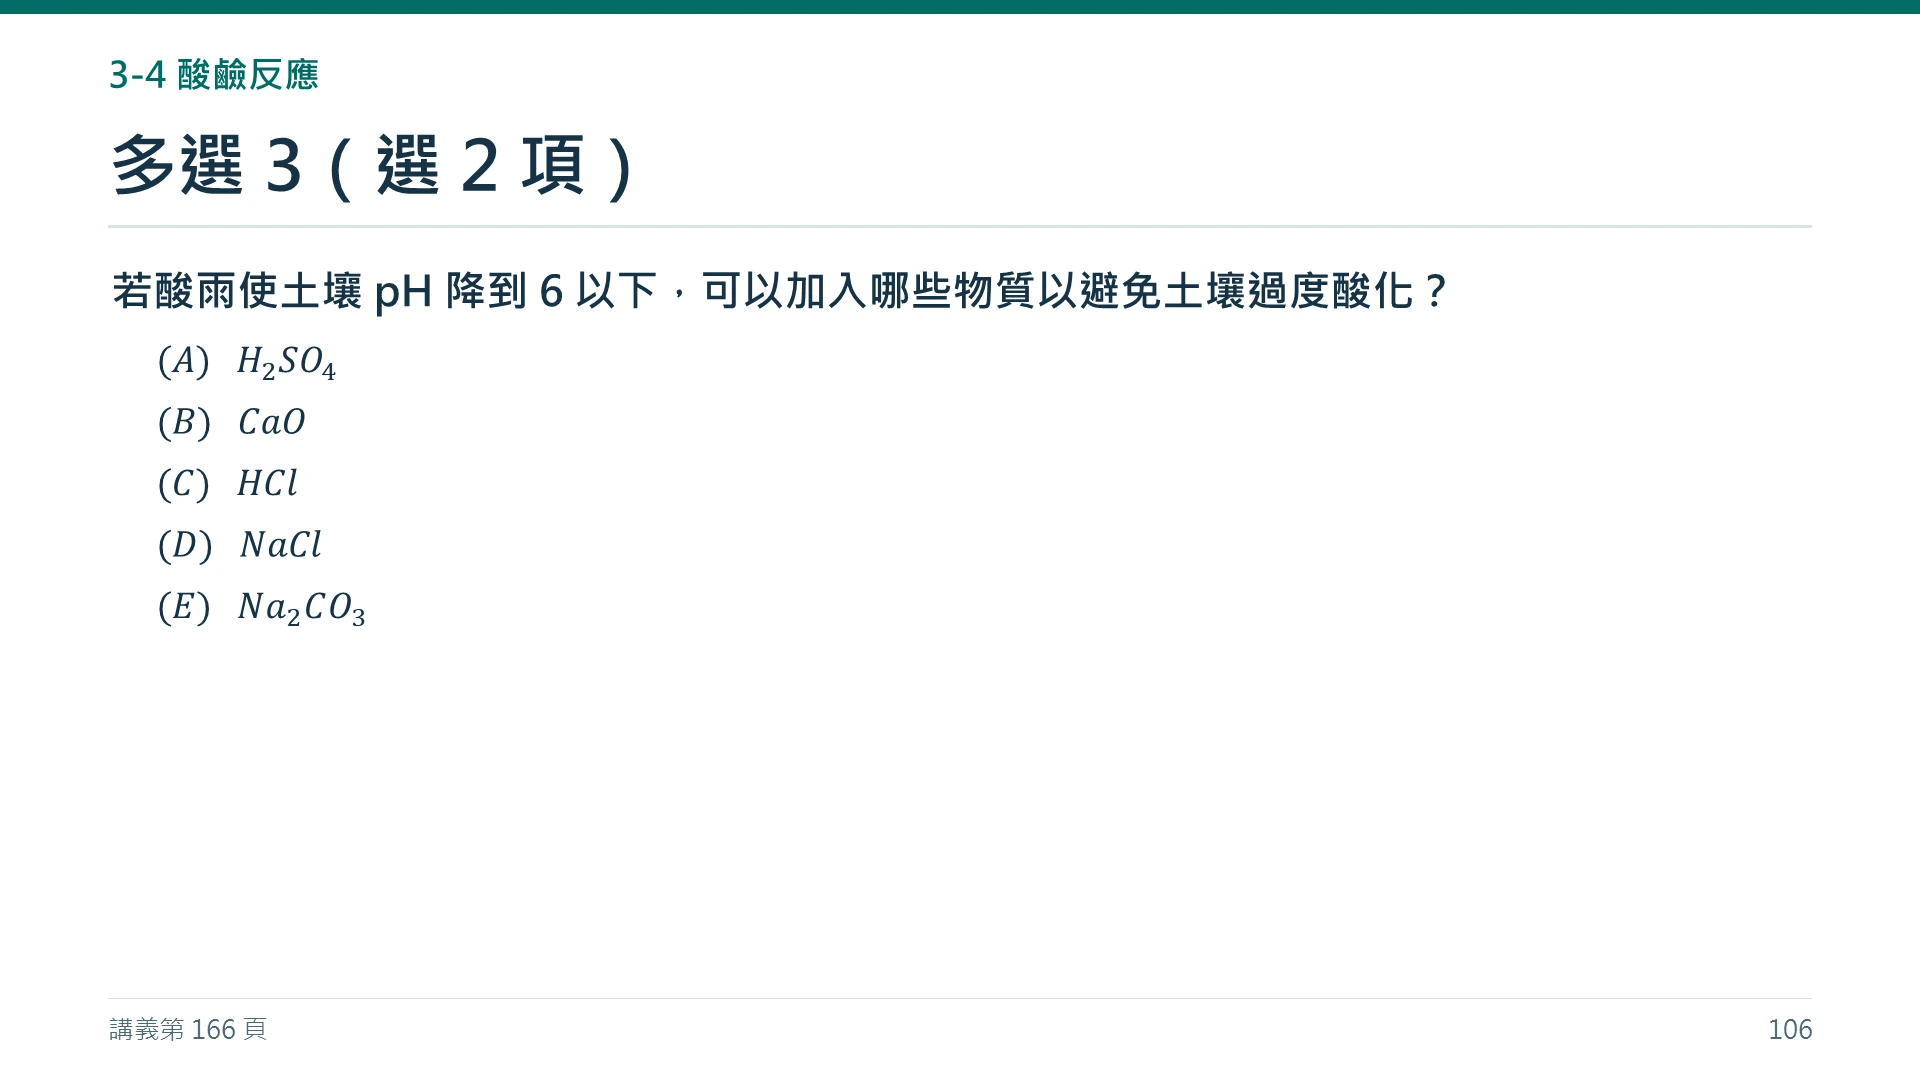 3-4 酸鹼反應
多選 3（選 2 項）
若酸雨使土壤 pH 降到 6 以下，可以加入哪些物質以避免土壤過度酸化？
(A) H₂SO₄
(B) CaO
(C) HCl
(D) NaCl
(E) Na₂CO₃
講義第 166 頁
106